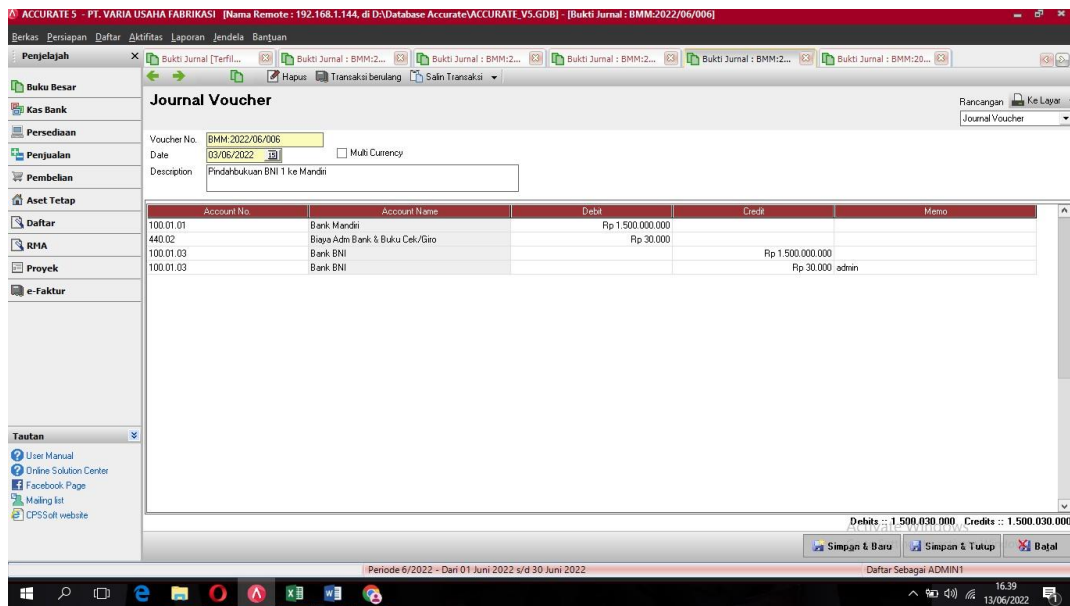 ACCURATE 5 - PT. VARIA USAHA FABRIKASI [Nama Remote : 192.168.1.144, di D:\Database Accurate\ACCURATE_V5.GDB] - [Bukti Jurnal : BMM:2022/06/006]
Berkas Persiapan Daftar Aktifitas Laporan Jendela Bantuan
Penjelajah
Bukti Jurnal [Terfil... Bukti Jurnal : BMM:2... Bukti Jurnal : BMM:2... Bukti Jurnal : BMM:2... Bukti Jurnal : BMM:2... Bukti Jurnal : BMM:20...
Hapus Transaksi berulang Salin Transaksi
Buku Besar
Kas Bank
Persediaan
Penjualan
Pembelian
Aset Tetap
Daftar
RMA
Proyek
e-Faktur
Journal Voucher
Rancangan Ke Layar
Journal Voucher
Voucher No. BMM:2022/06/006
Date 03/06/2022 Multi Currency
Description Pindahbukuan BNI 1 ke Mandiri
Account No. Account Name Debit Credit Memo
100.01.01 Bank Mandiri Rp 1.500.000.000
440.02 Biaya Adm Bank & Buku Cek/Giro Rp 30.000
100.01.03 Bank BNI Rp 1.500.000.000
100.01.03 Bank BNI Rp 30.000 admin
Tautan
User Manual
Online Solution Center
Facebook Page
Mailing list
CPSSoft website
Debits :: 1.500.030.000 Credits :: 1.500.030.000
Activate Windows
Simpan & Baru Simpan & Tutup Batal
Periode 6/2022 - Dari 01 Juni 2022 s/d 30 Juni 2022 Daftar Sebagai ADMIN1
16.39
13/06/2022